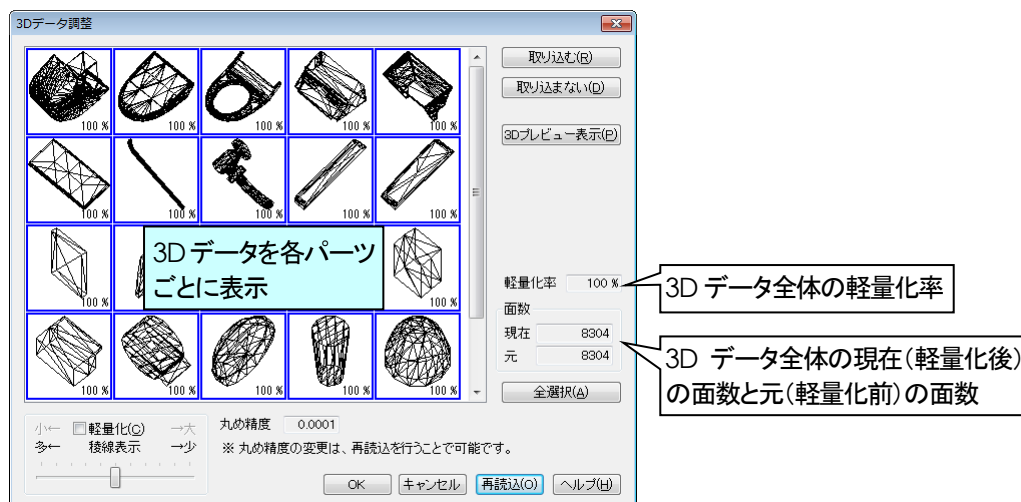 3Dデータ調整
取り込む(R)
取り込まない(D)
3Dプレビュー表示(P)
100 % 100 % 100 % 100 % 100 %
100 % 100 % 100 % 100 % 100 %
3D データを各パーツ
ごとに表示
100 % 100 %
100 % 100 % 100 % 100 % 100 %
軽量化率 100 %
3D データ全体の軽量化率
面数
現在 8304
元 8304
3D データ全体の現在(軽量化後)
の面数と元(軽量化前)の面数
全選択(A)
小← 軽量化(C) →大
多← 稜線表示 →少
丸め精度 0.0001
※ 丸め精度の変更は、再読込を行うことで可能です。
OK キャンセル 再読込(O) ヘルプ(H)